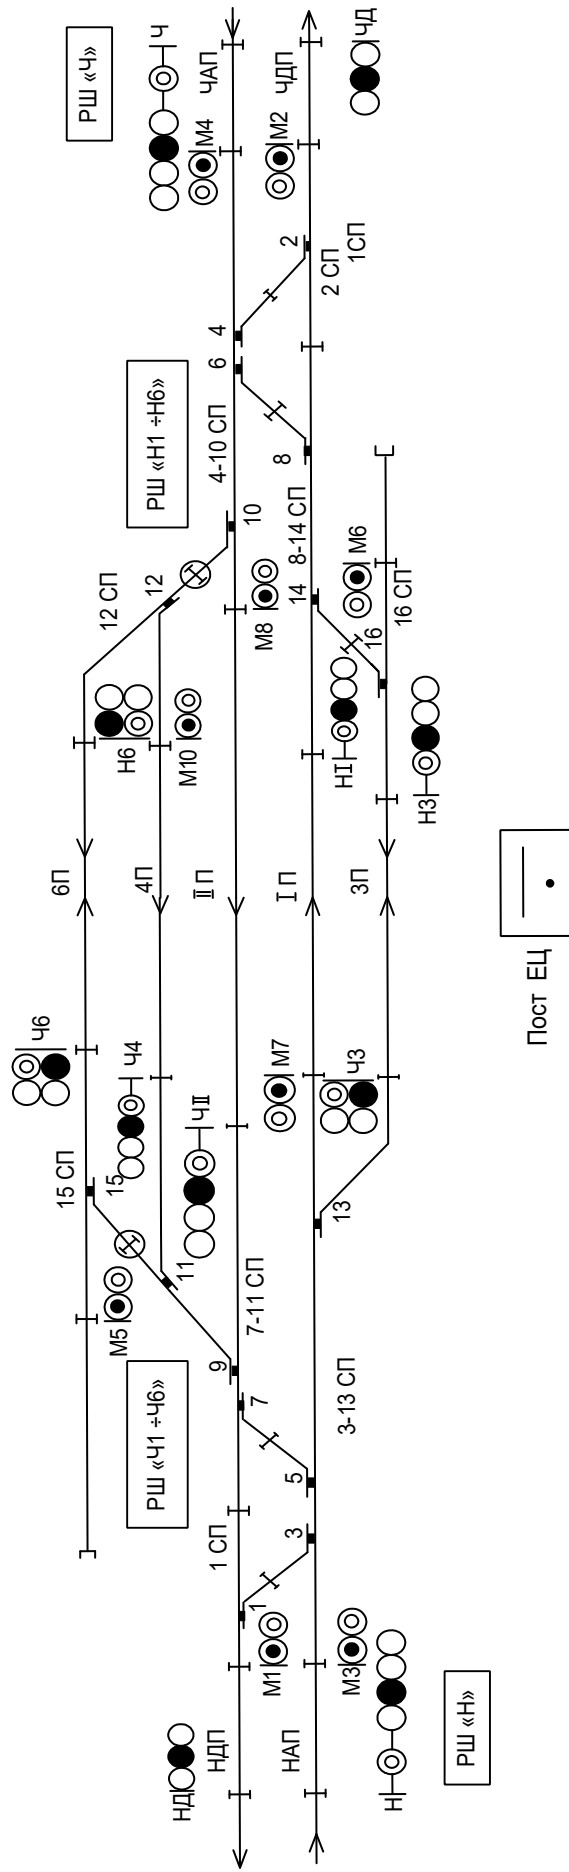 НД
НДП
НАП
Н
РШ «Н»
М1
М3
1
3
1 СП
5
7
3-13 СП
РШ «Ч1 ÷Ч6»
9
7-11 СП
М5
11
13
15 СП
15
Ч6
Ч4
ЧII
М7
Ч3
6П
4П
II П
I П
3П
Пост ЕЦ
Н6
М10
НI
Н3
12 СП
12
М8
14
16
М6
16 СП
10
8-14 СП
4-10 СП
РШ «Н1 ÷Н6»
6
8
4
2
2 СП
1СП
М4
М2
ЧАП
ЧДП
Ч
ЧД
РШ «Ч»